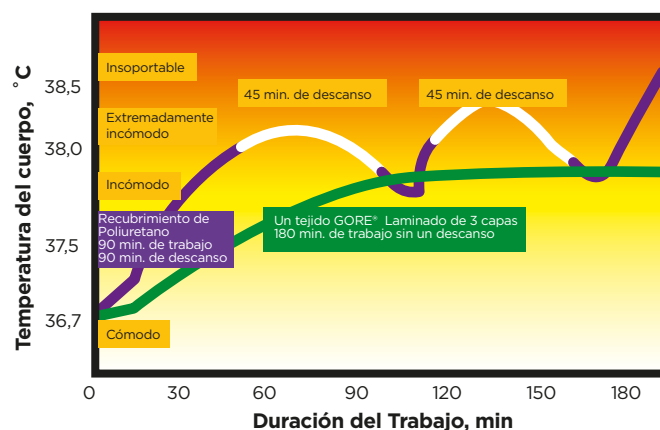 Temperatura del cuerpo, °C
38,5
38,0
37,5
36,7
Insoportable
Extremadamente
incómodo
Incómodo
Cómodo
45 min. de descanso
45 min. de descanso
Recubrimiento de
Poliuretano
90 min. de trabajo
90 min. de descanso
Un tejido GORE® Laminado de 3 capas
180 min. de trabajo sin un descanso
0 30 60 90 120 150 180
Duración del Trabajo, min